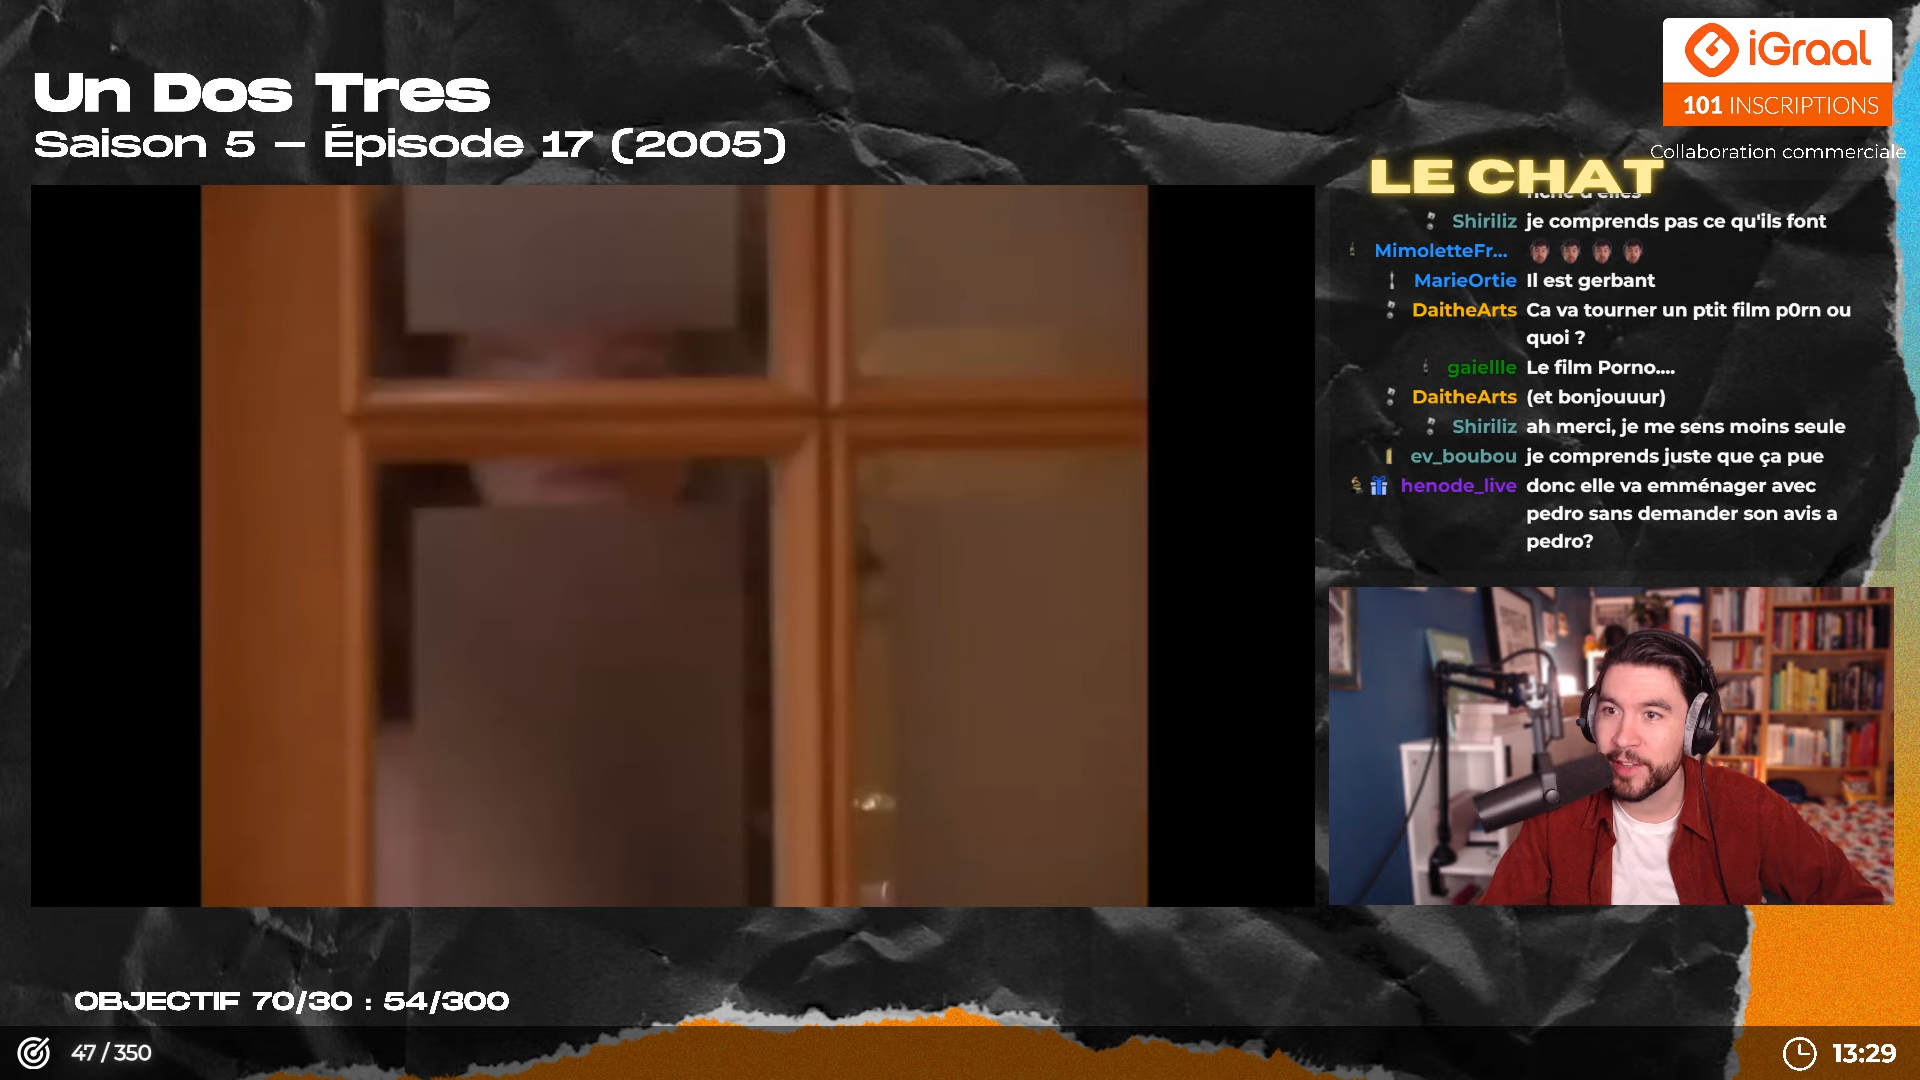 Un Dos Tres
Saison 5 – Épisode 17 (2005)
iGraal
101 INSCRIPTIONS
Collaboration commerciale
LE CHAT
Shiriliz je comprends pas ce qu'ils font
MimoletteFr...
MarieOrtie Il est gerbant
DaitheArts Ca va tourner un ptit film p0rn ou
quoi ?
gaiellle Le film Porno....
DaitheArts (et bonjouuur)
Shiriliz ah merci, je me sens moins seule
ev_boubou je comprends juste que ça pue
henode_live donc elle va emménager avec
pedro sans demander son avis a
pedro?
OBJECTIF 70/30 : 54/300
47 / 350
13:29